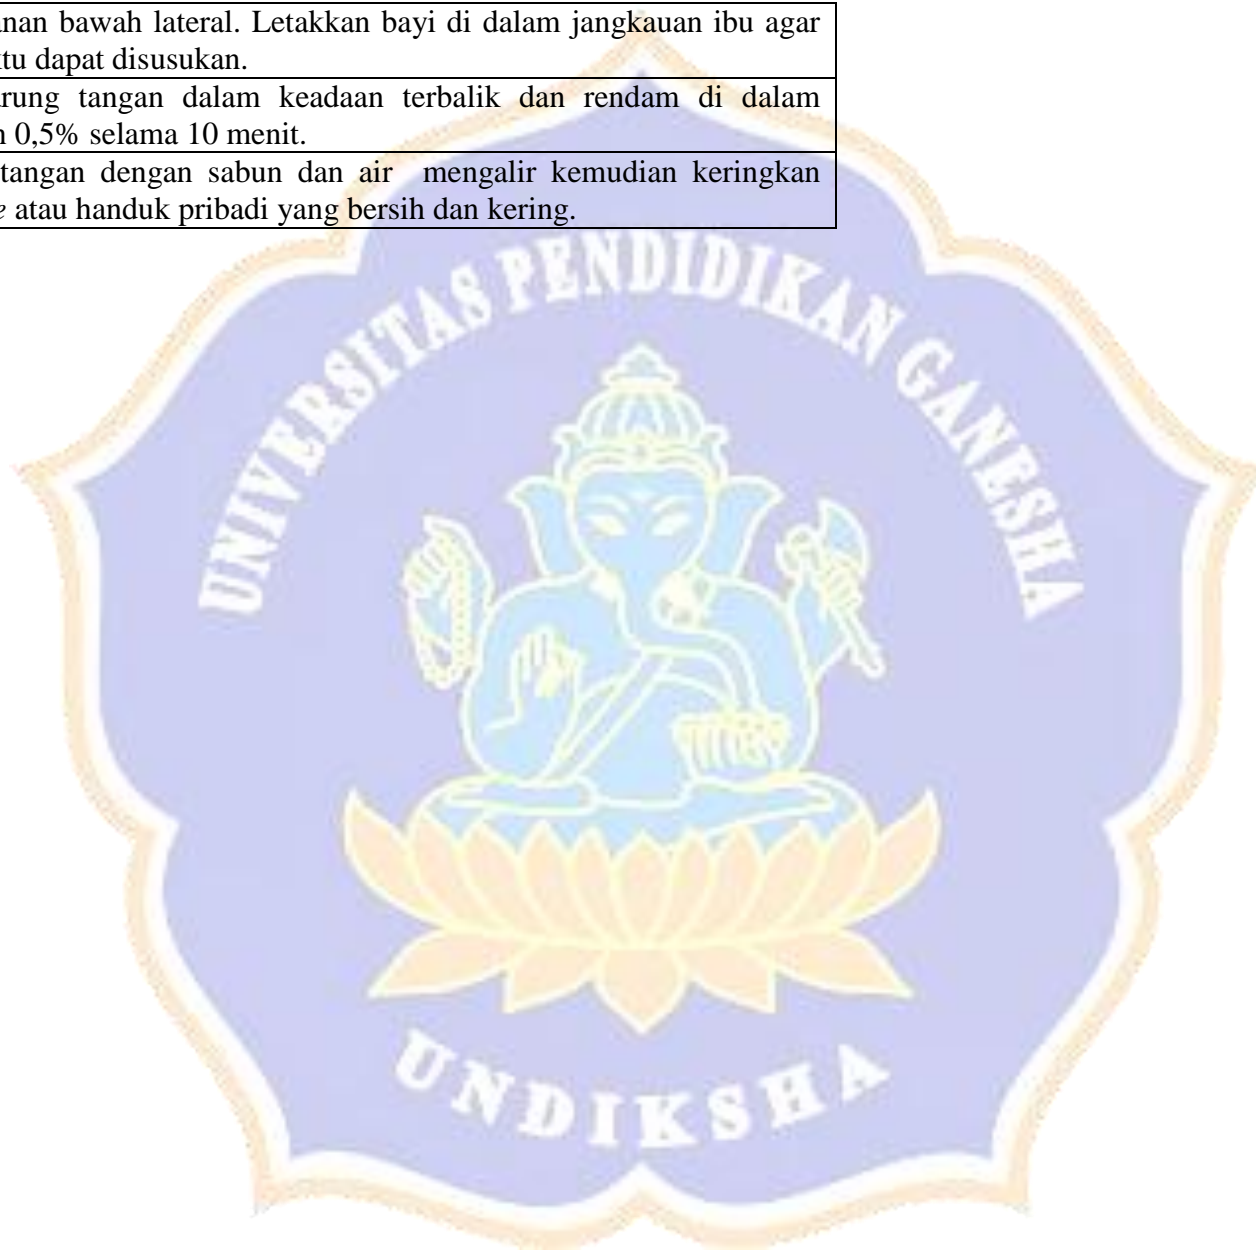 anan bawah lateral. Letakkan bayi di dalam jangkauan ibu agar
ktu dapat disusukan.
arung tangan dalam keadaan terbalik dan rendam di dalam
n 0,5% selama 10 menit.
tangan dengan sabun dan air mengalir kemudian keringkan
e atau handuk pribadi yang bersih dan kering.
UNIVERSITAS PENDIDIKAN GANESHA
UNDIKSHA